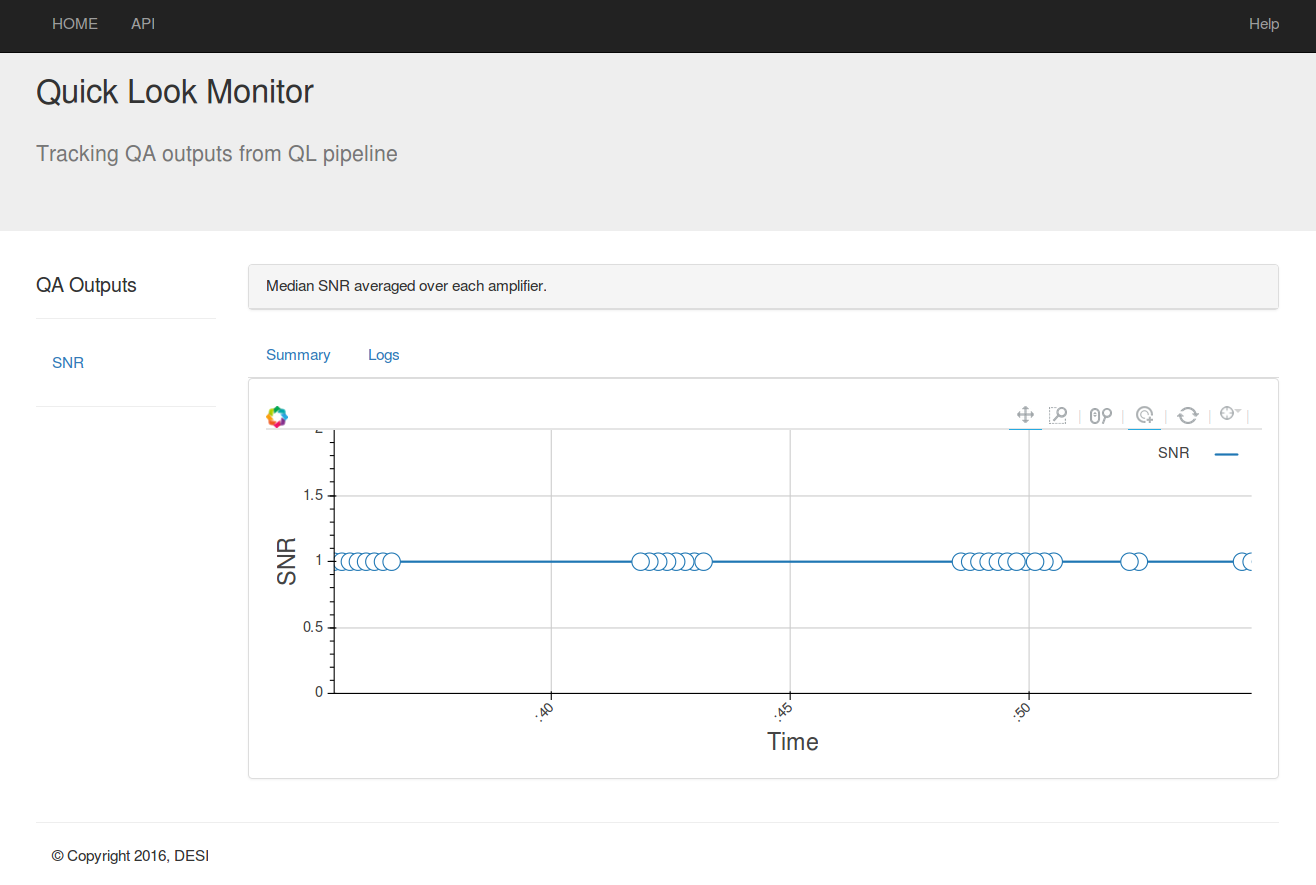 HOME API Help
Quick Look Monitor
Tracking QA outputs from QL pipeline
QA Outputs
Median SNR averaged over each amplifier.
SNR
Summary Logs
SNR
1.5
1
0.5
0
SNR
:40 :45 :50
Time
© Copyright 2016, DESI